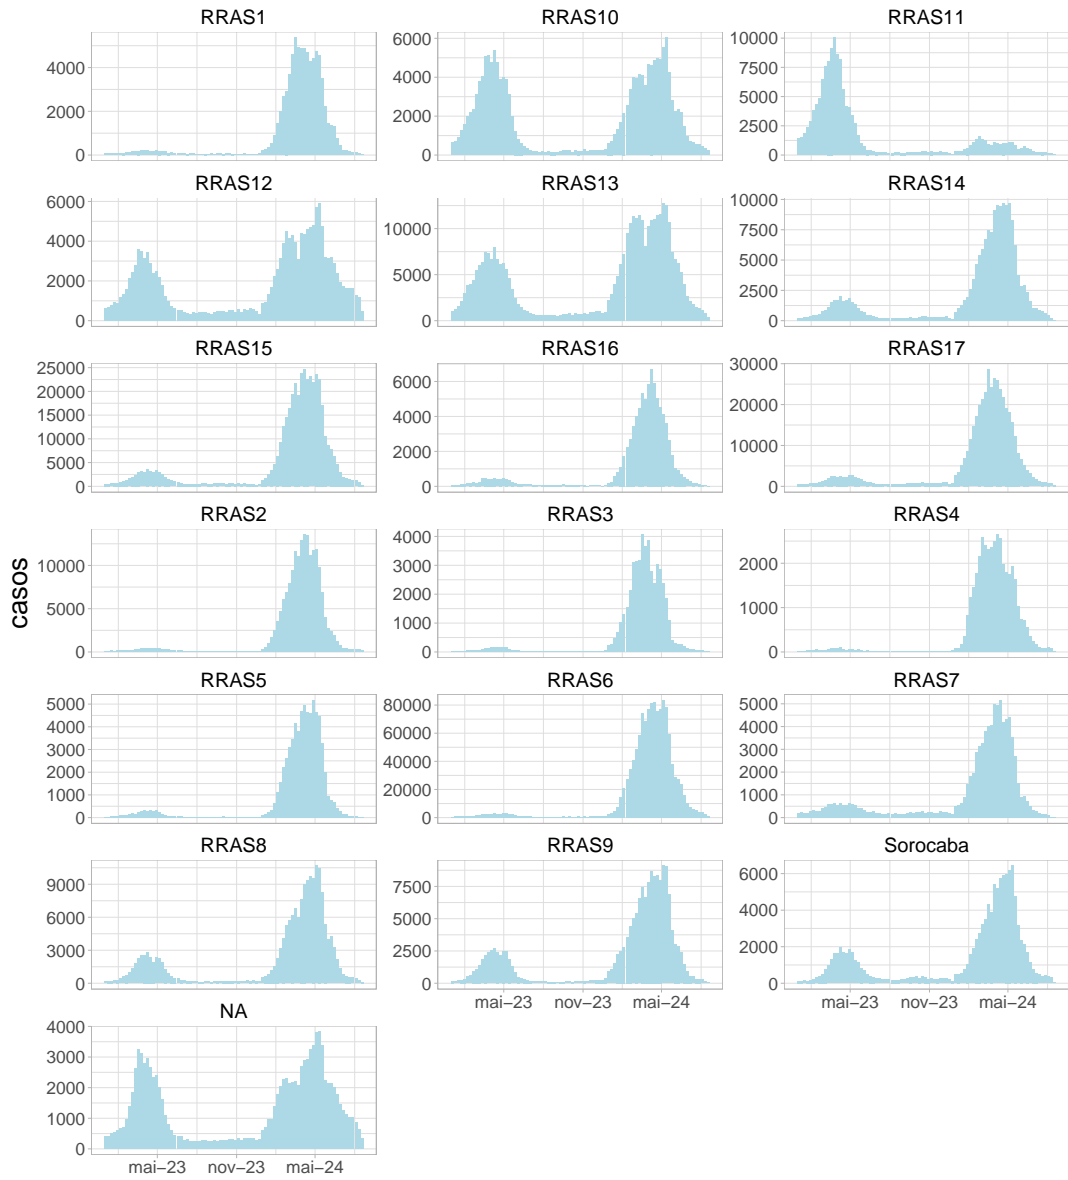 RRAS1 RRAS10 RRAS11
4000 2000 0
6000 4000 2000 0
10000 7500 5000 2500 0
RRAS12 RRAS13 RRAS14
6000 4000 2000 0
10000 5000 0
10000 7500 5000 2500 0
RRAS15 RRAS16 RRAS17
25000 20000 15000 10000 5000 0
6000 4000 2000 0
30000 20000 10000 0
RRAS2 RRAS3 RRAS4
10000 5000 0
4000 3000 2000 1000 0
2000 1000 0
casos
RRAS5 RRAS6 RRAS7
5000 4000 3000 2000 1000 0
80000 60000 40000 20000 0
5000 4000 3000 2000 1000 0
RRAS8 RRAS9 Sorocaba
9000 6000 3000 0
7500 5000 2500 0
6000 4000 2000 0
mai–23 nov–23 mai–24 mai–23 nov–23 mai–24
NA
4000 3000 2000 1000 0
mai–23 nov–23 mai–24